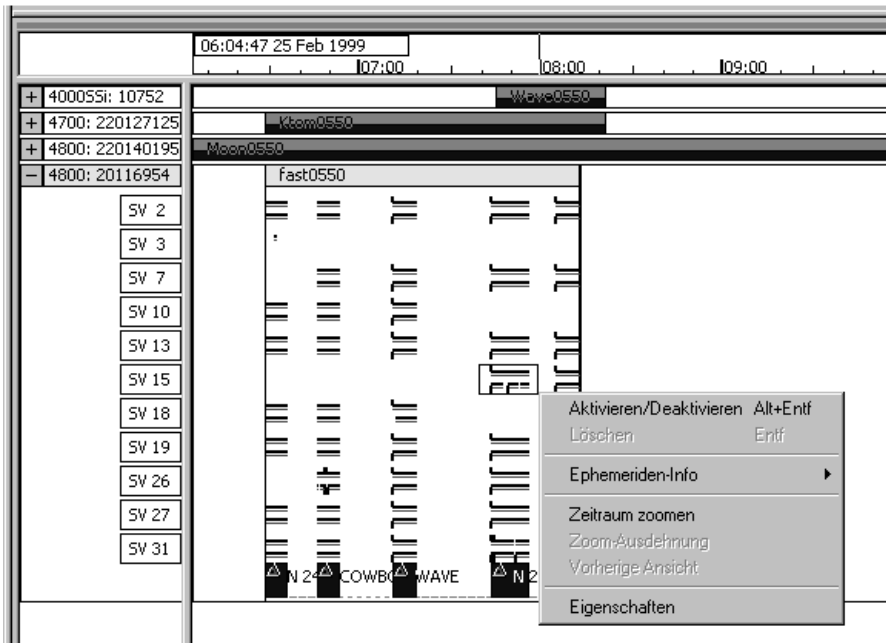 06:04:47 25 Feb 1999
07:00 08:00 09:00
+ 4000SSi: 10752 Wave0550
+ 4700: 220127125 Ktom0550
+ 4800: 220140195 Moon0550
− 4800: 20116954 fast0550
SV 2
SV 3
SV 7
SV 10
SV 13
SV 15
SV 18
SV 19
SV 26
SV 27
SV 31
N 24 COWBO WAVE N 2
Aktivieren/Deaktivieren Alt+Entf
Löschen Entf
Ephemeriden-Info
Zeitraum zoomen
Zoom-Ausdehnung
Vorherige Ansicht
Eigenschaften